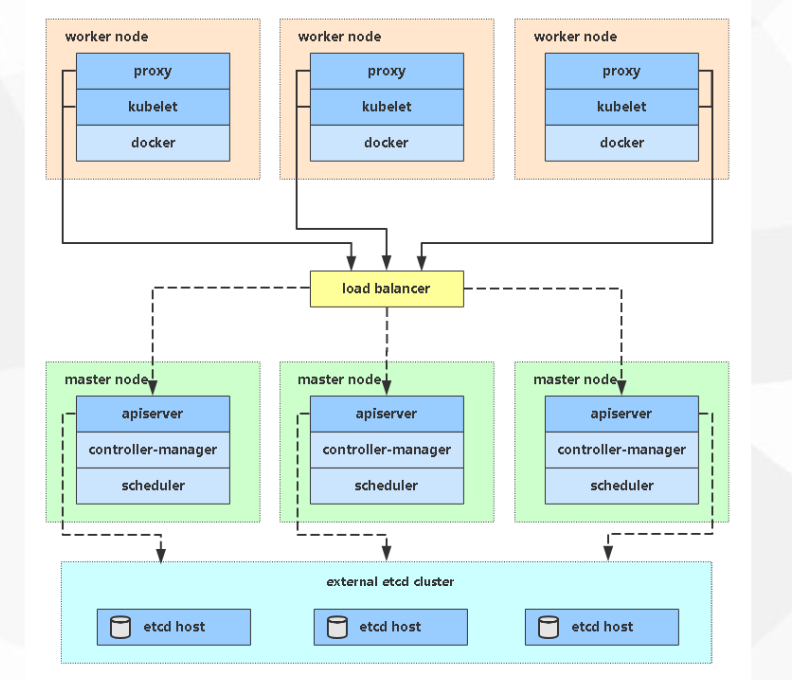 worker node
proxy
kubelet
docker
worker node
proxy
kubelet
docker
worker node
proxy
kubelet
docker
load balancer
master node
apiserver
controller-manager
scheduler
master node
apiserver
controller-manager
scheduler
master node
apiserver
controller-manager
scheduler
external etcd cluster
etcd host
etcd host
etcd host